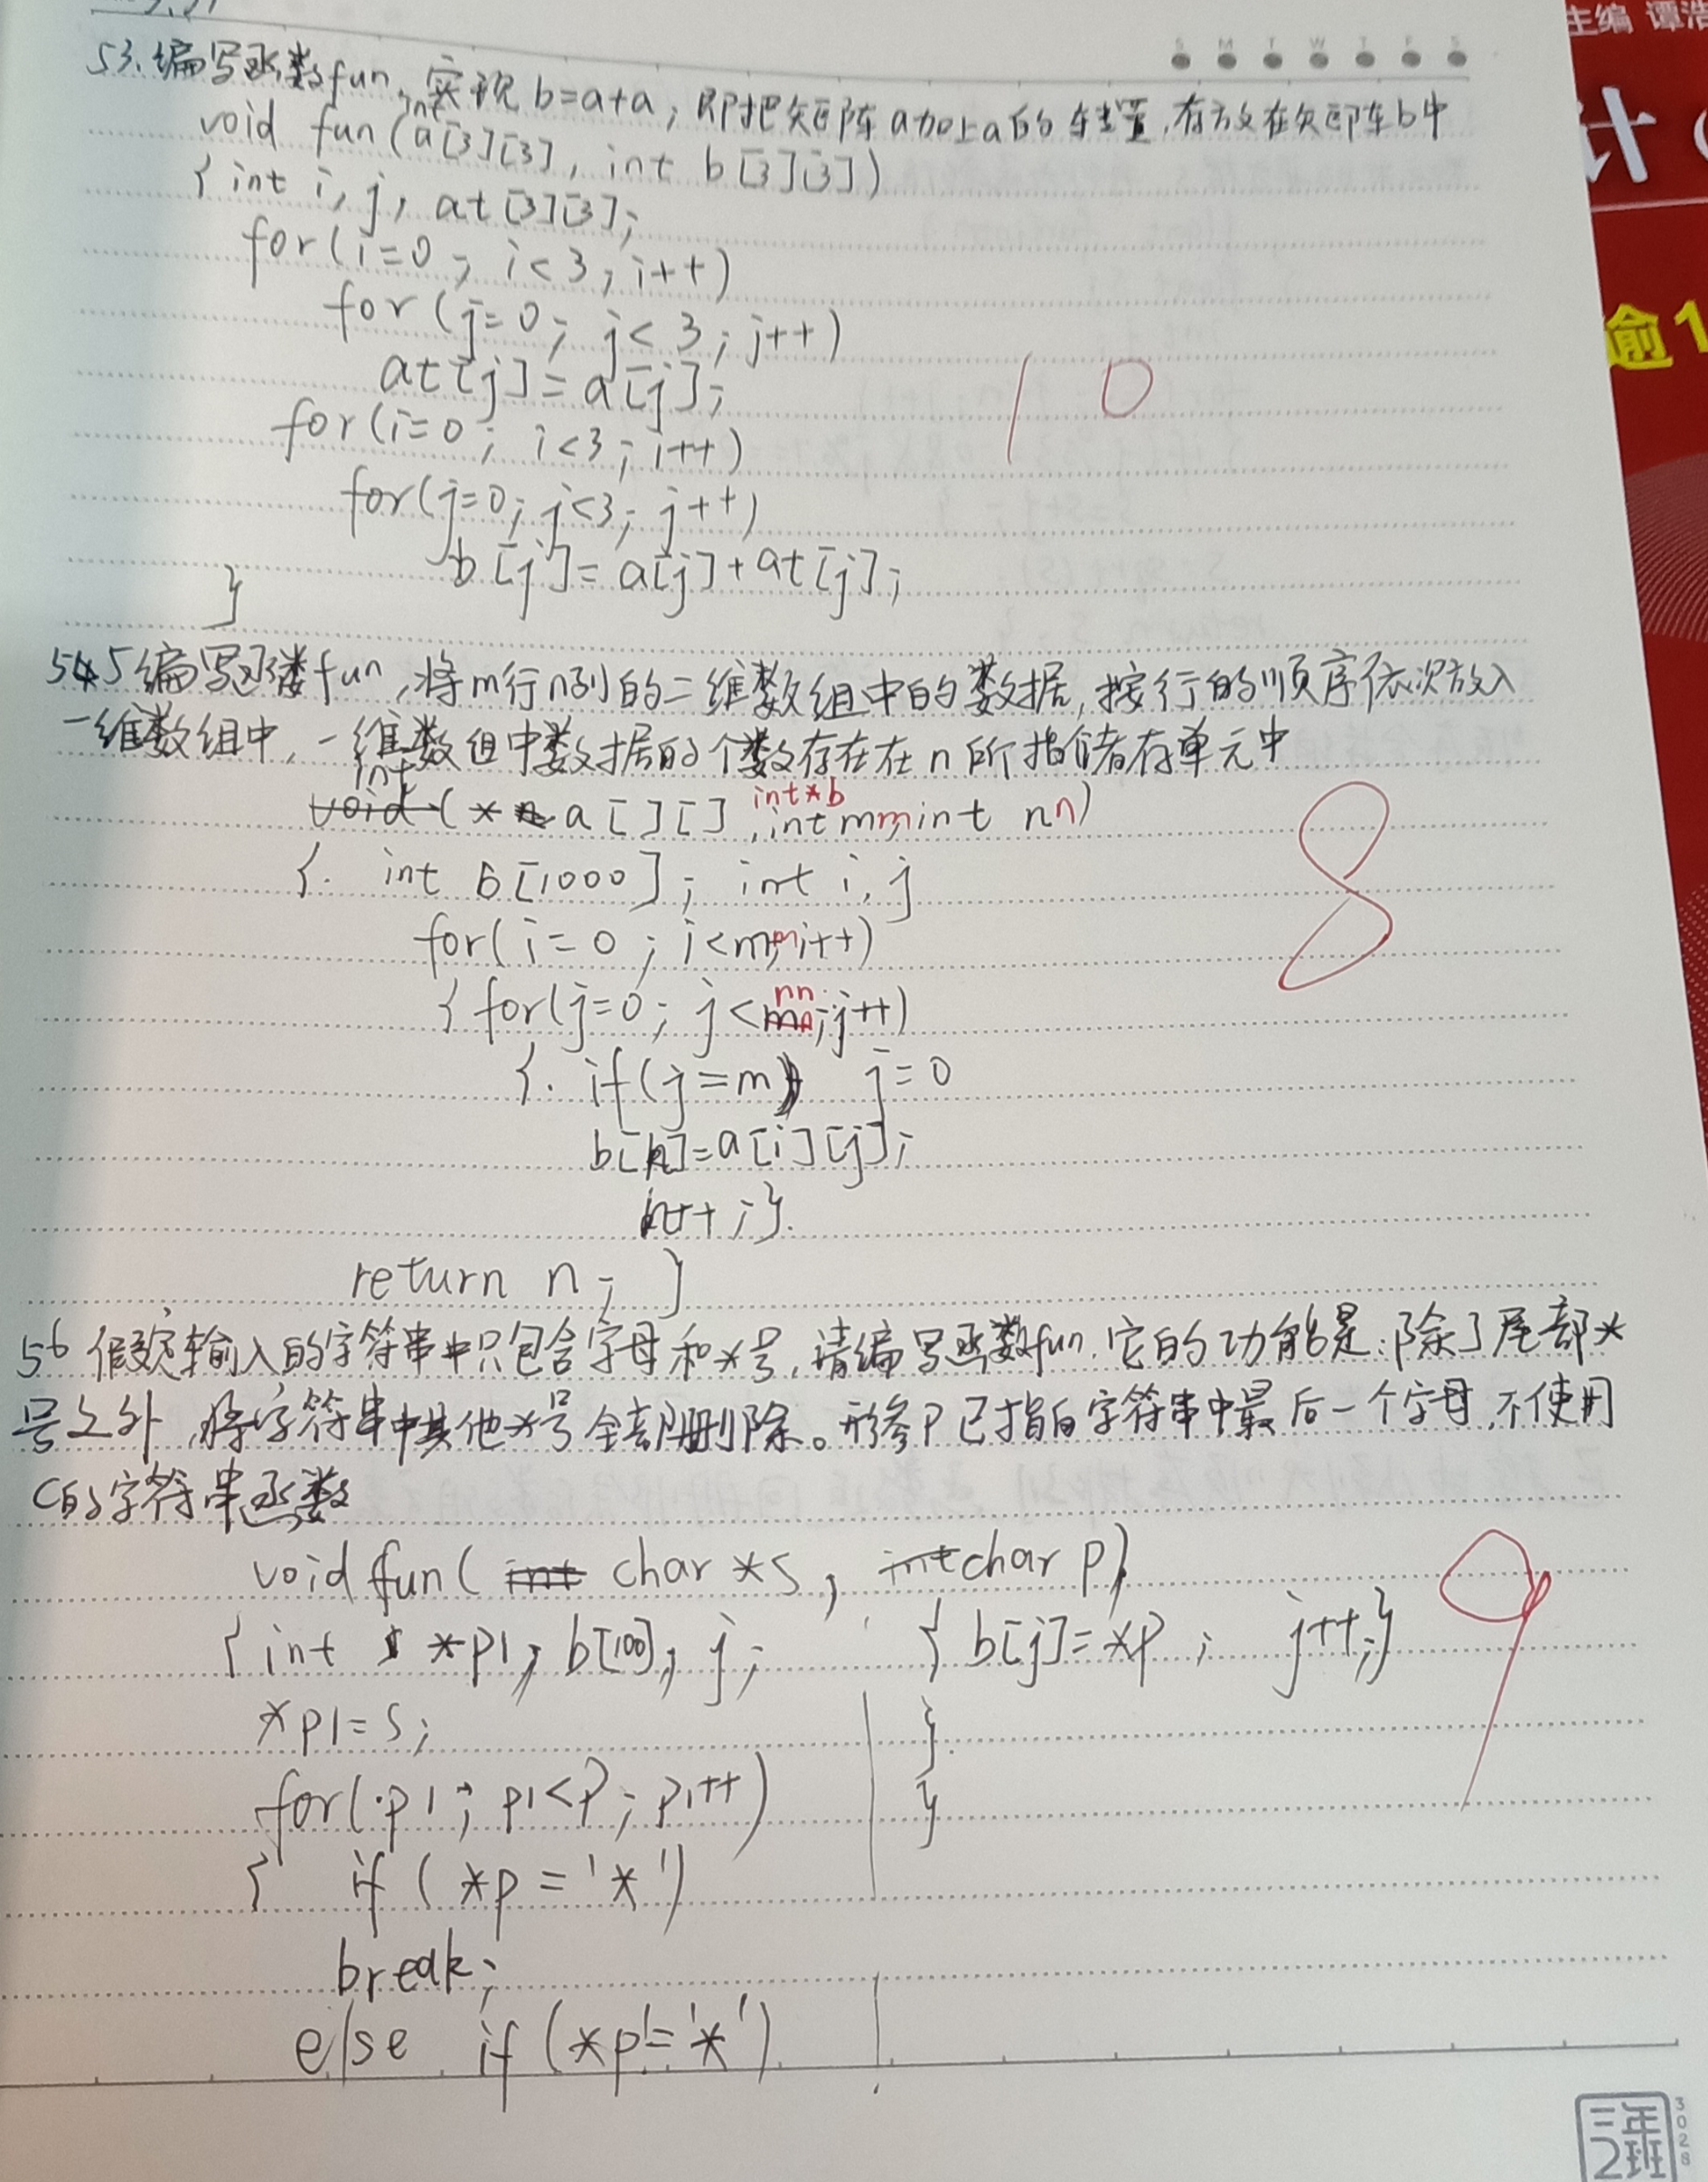 主编 谭浩
计
逾1
S M T W T F S
53.编写函数fun,实现b=a+a,即把矩阵a加上a的转置,存放在矩阵b中
int
void fun(a[3][3], int b[3][3])
{int i, j, at[3][3];
for(i=0; i<3; i++)
for(j=0; j<3; j++)
at[j]=a[j];
for(i=0; i<3; i++)
for(j=0; j<3; j++)
b[j]=a[j]+at[j];
}
10
545编写函数fun,将m行n列的二维数组中的数据,按行的顺序依次放入
一维数组中,一维数组中数据的个数存在在n所指储存单元中
int int*b
void(* a[][], int mm, int nn)
{. int b[1000]; int i, j
for(i=0; i<mm;i++)
nn
{for(j=0; j<mn;j++)
{. if(j=m) j=0
b[n]=a[i][j];
n++;}.
return n; }
8
56 假定输入的字符串中只包含字母和*号,请编写函数fun.它的功能是:除了尾部*
号之外,将字符串中其他*号全部删除。形参P已指向字符串中最后一个字母.不使用
C的字符串函数
void fun(int char *s, int char p)
{int *p1, b[100], j;
*p1=s;
for(.p1; p1<p; p1++)
{ if(*p='*')
break;
else if(*p!='*')
{b[j]=*p; j++;}
}.
}
9
三年
2班
3028